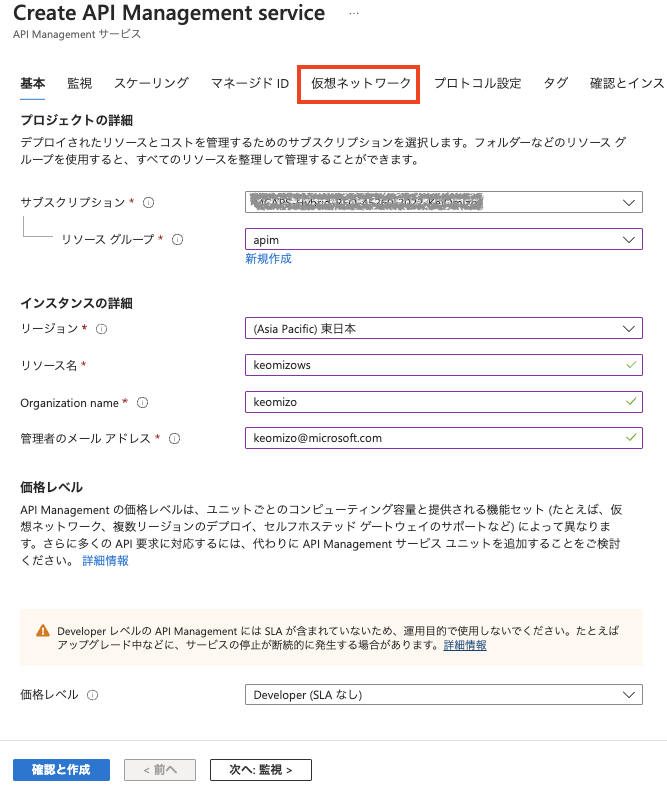 Create API Management service ...
API Management サービス
基本 監視 スケーリング マネージド ID 仮想ネットワーク プロトコル設定 タグ 確認とインス
プロジェクトの詳細
デプロイされたリソースとコストを管理するためのサブスクリプションを選択します。フォルダーなどのリソース グ
ループを使用すると、すべてのリソースを整理して管理することができます。
サブスクリプション *
リソース グループ * apim
新規作成
インスタンスの詳細
リージョン * (Asia Pacific) 東日本
リソース名 * keomizows
Organization name * keomizo
管理者のメール アドレス * keomizo@microsoft.com
価格レベル
API Management の価格レベルは、ユニットごとのコンピューティング容量と提供される機能セット (たとえば、仮
想ネットワーク、複数リージョンのデプロイ、セルフホステッド ゲートウェイのサポートなど) によって異なりま
す。さらに多くの API 要求に対応するには、代わりに API Management サービス ユニットを追加することをご検討
ください。 詳細情報
Developer レベルの API Management には SLA が含まれていないため、運用目的で使用しないでください。たとえば
アップグレード中などに、サービスの停止が断続的に発生する場合があります。詳細情報
価格レベル Developer (SLA なし)
確認と作成 < 前へ 次へ: 監視 >